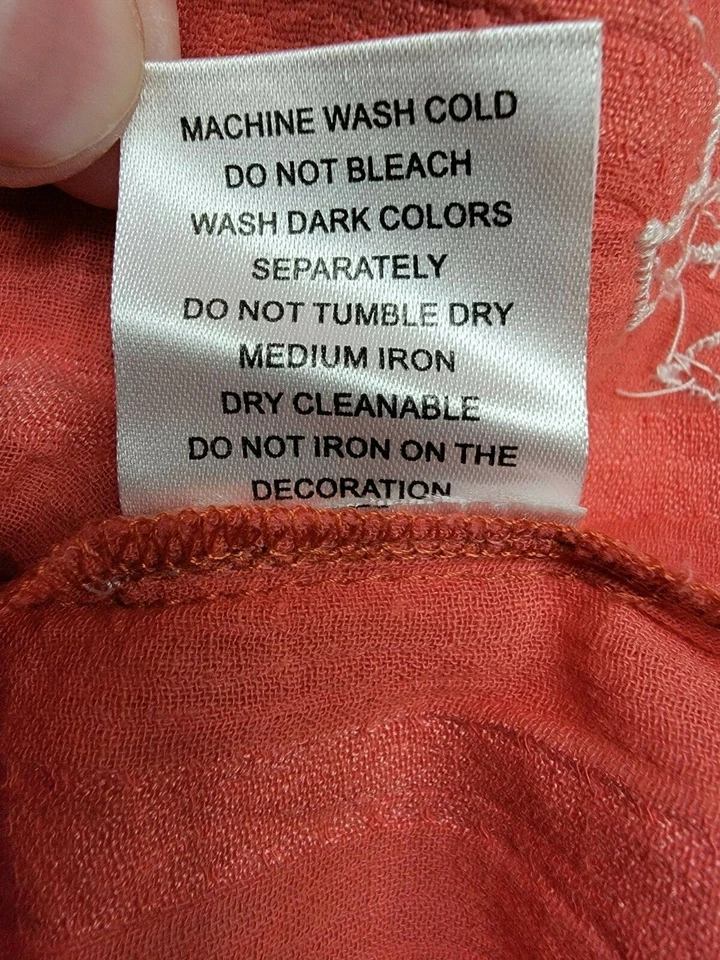 MACHINE WASH COLD
DO NOT BLEACH
WASH DARK COLORS
SEPARATELY
DO NOT TUMBLE DRY
MEDIUM IRON
DRY CLEANABLE
DO NOT IRON ON THE
DECORATION